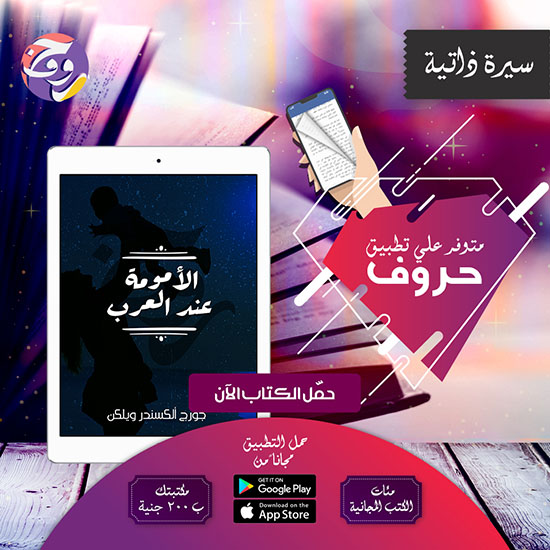 حروف
سيرة ذاتية
متوفر علي تطبيق
حروف
الأمومة
عند العرب
جورج ألكسندر ويلكن
حمّل الكتاب الآن
حمل التطبيق
مجاناً من
مئات
الكتب المجانية
GET IT ON
Google Play
Download on the
App Store
مكتبتك
ب ٢٠٠ جنية